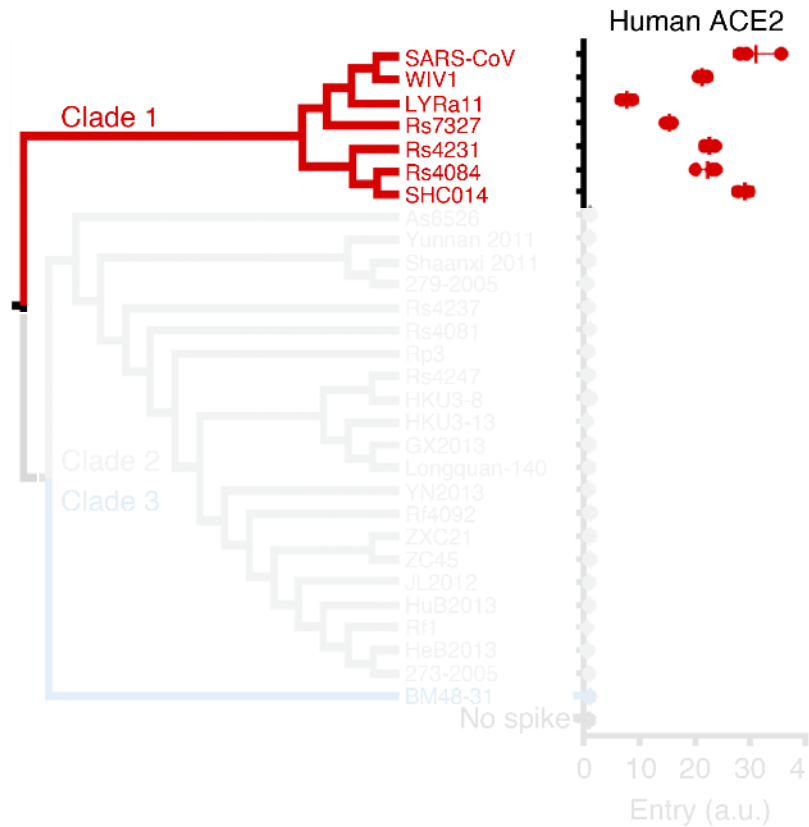 Human ACE2
SARS-CoV
WIV1
LYRa11
Clade 1
Rs7327
Rs4231
Rs4084
SHC014
As6526
Yunnan 2011
Shaanxi 2011
279-2005
Rs4237
Rs4081
Rp3
Rs4247
HKU3-8
HKU3-13
GX2013
Clade 2
Longquan-140
YN2013
Clade 3
Rf4092
ZXC21
ZC45
JL2012
HuB2013
Rf1
HeB2013
273-2005
BM48-31
No spike
0 10 20 30 4
Entry (a.u.)